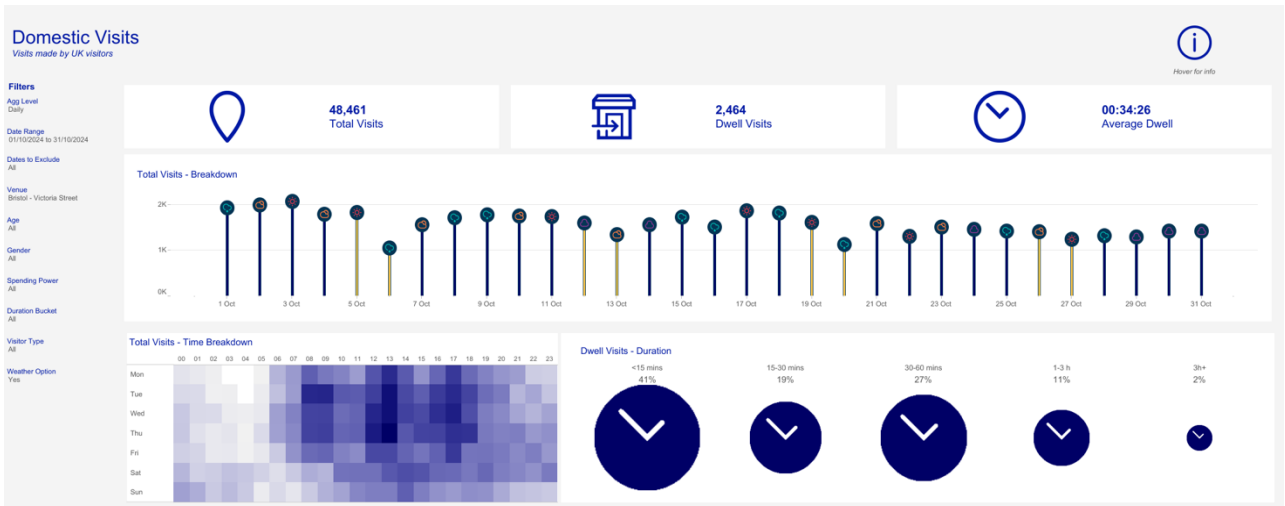 Domestic Visits
Visits made by UK visitors
Hover for info
Filters
Agg Level
Daily
Date Range
01/10/2024 to 31/10/2024
Dates to Exclude
All
Venue
Bristol - Victoria Street
Age
All
Gender
All
Spending Power
All
Duration Bucket
All
Visitor Type
All
Weather Option
Yes
48,461
Total Visits
2,464
Dwell Visits
00:34:26
Average Dwell
Total Visits - Breakdown
2K
1K
0K
1 Oct 3 Oct 5 Oct 7 Oct 9 Oct 11 Oct 13 Oct 15 Oct 17 Oct 19 Oct 21 Oct 23 Oct 25 Oct 27 Oct 29 Oct 31 Oct
Total Visits - Time Breakdown
00 01 02 03 04 05 06 07 08 09 10 11 12 13 14 15 16 17 18 19 20 21 22 23
Mon
Tue
Wed
Thu
Fri
Sat
Sun
Dwell Visits - Duration
<15 mins 15-30 mins 30-60 mins 1-3 h 3h+
41% 19% 27% 11% 2%